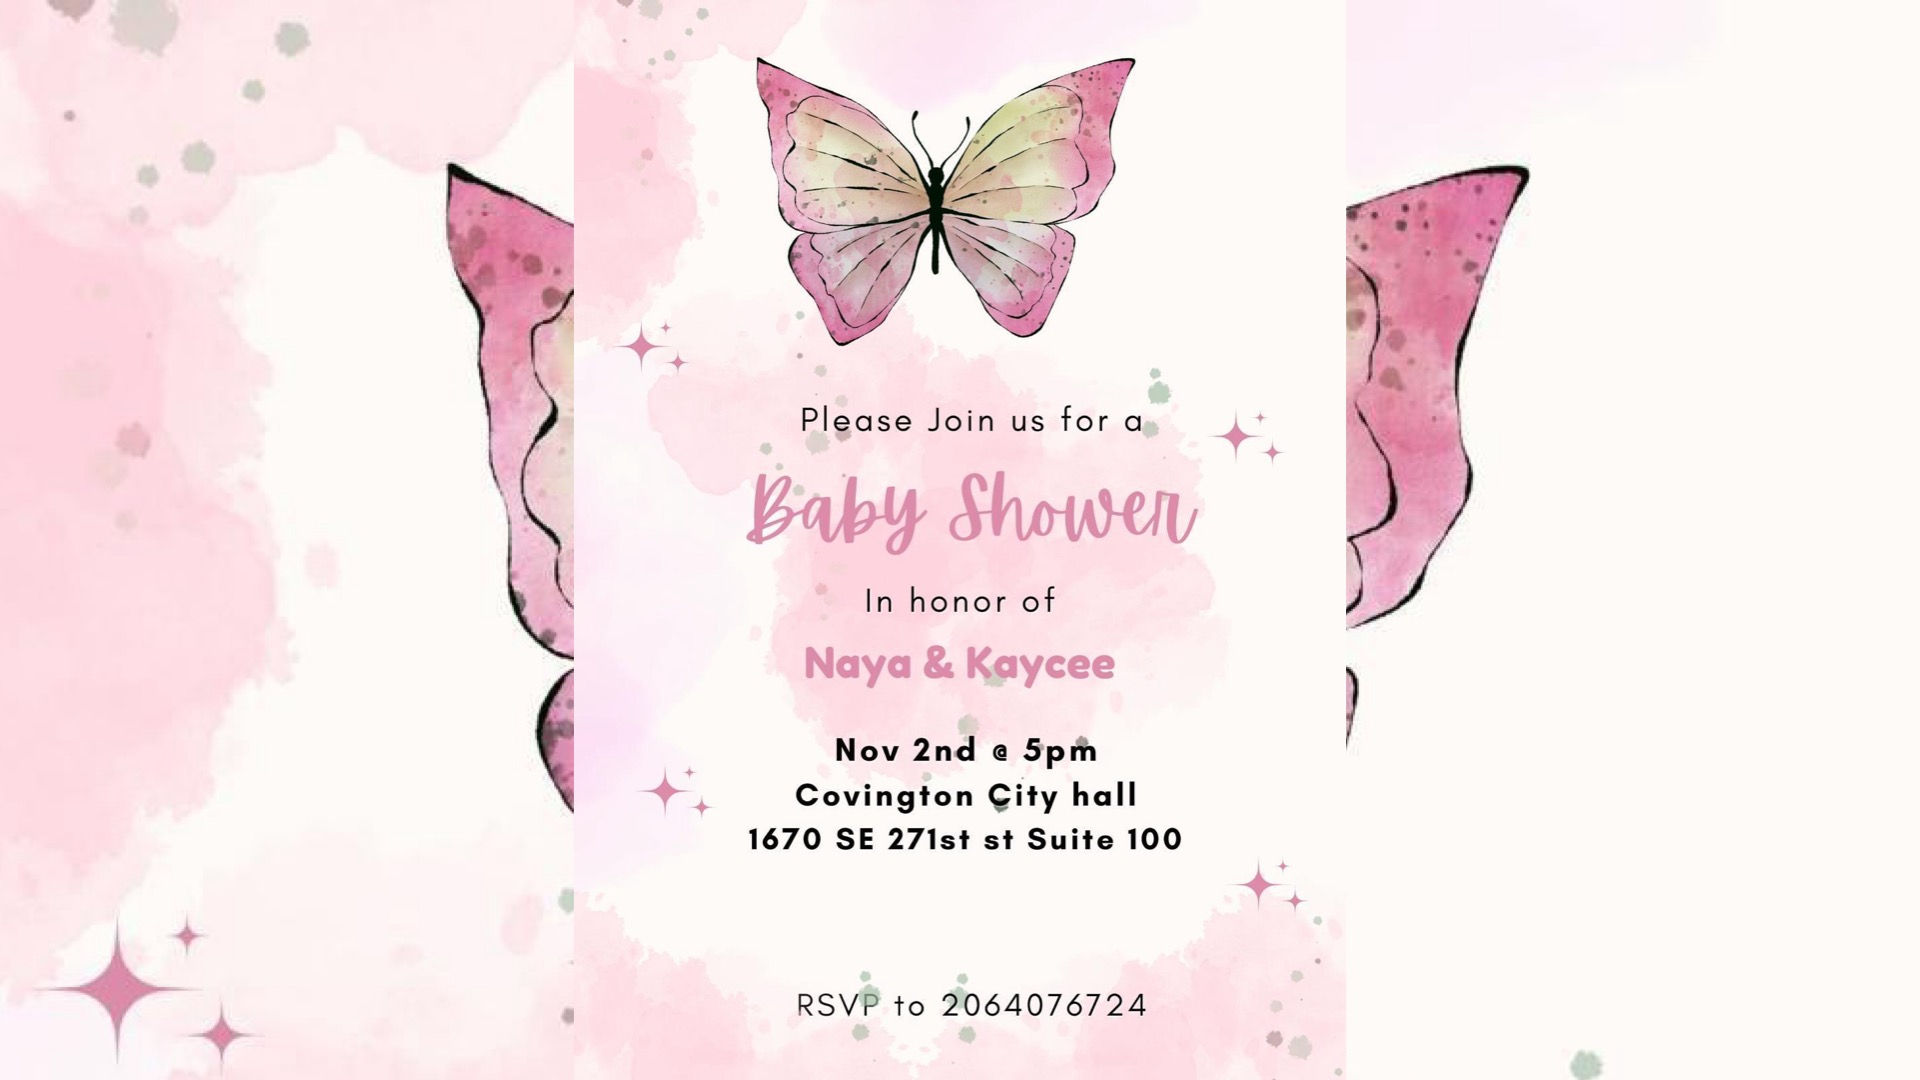 Please Join us for a
Baby Shower
In honor of
Naya & Kaycee
Nov 2nd @ 5pm
Covington City hall
1670 SE 271st st Suite 100
RSVP to 2064076724